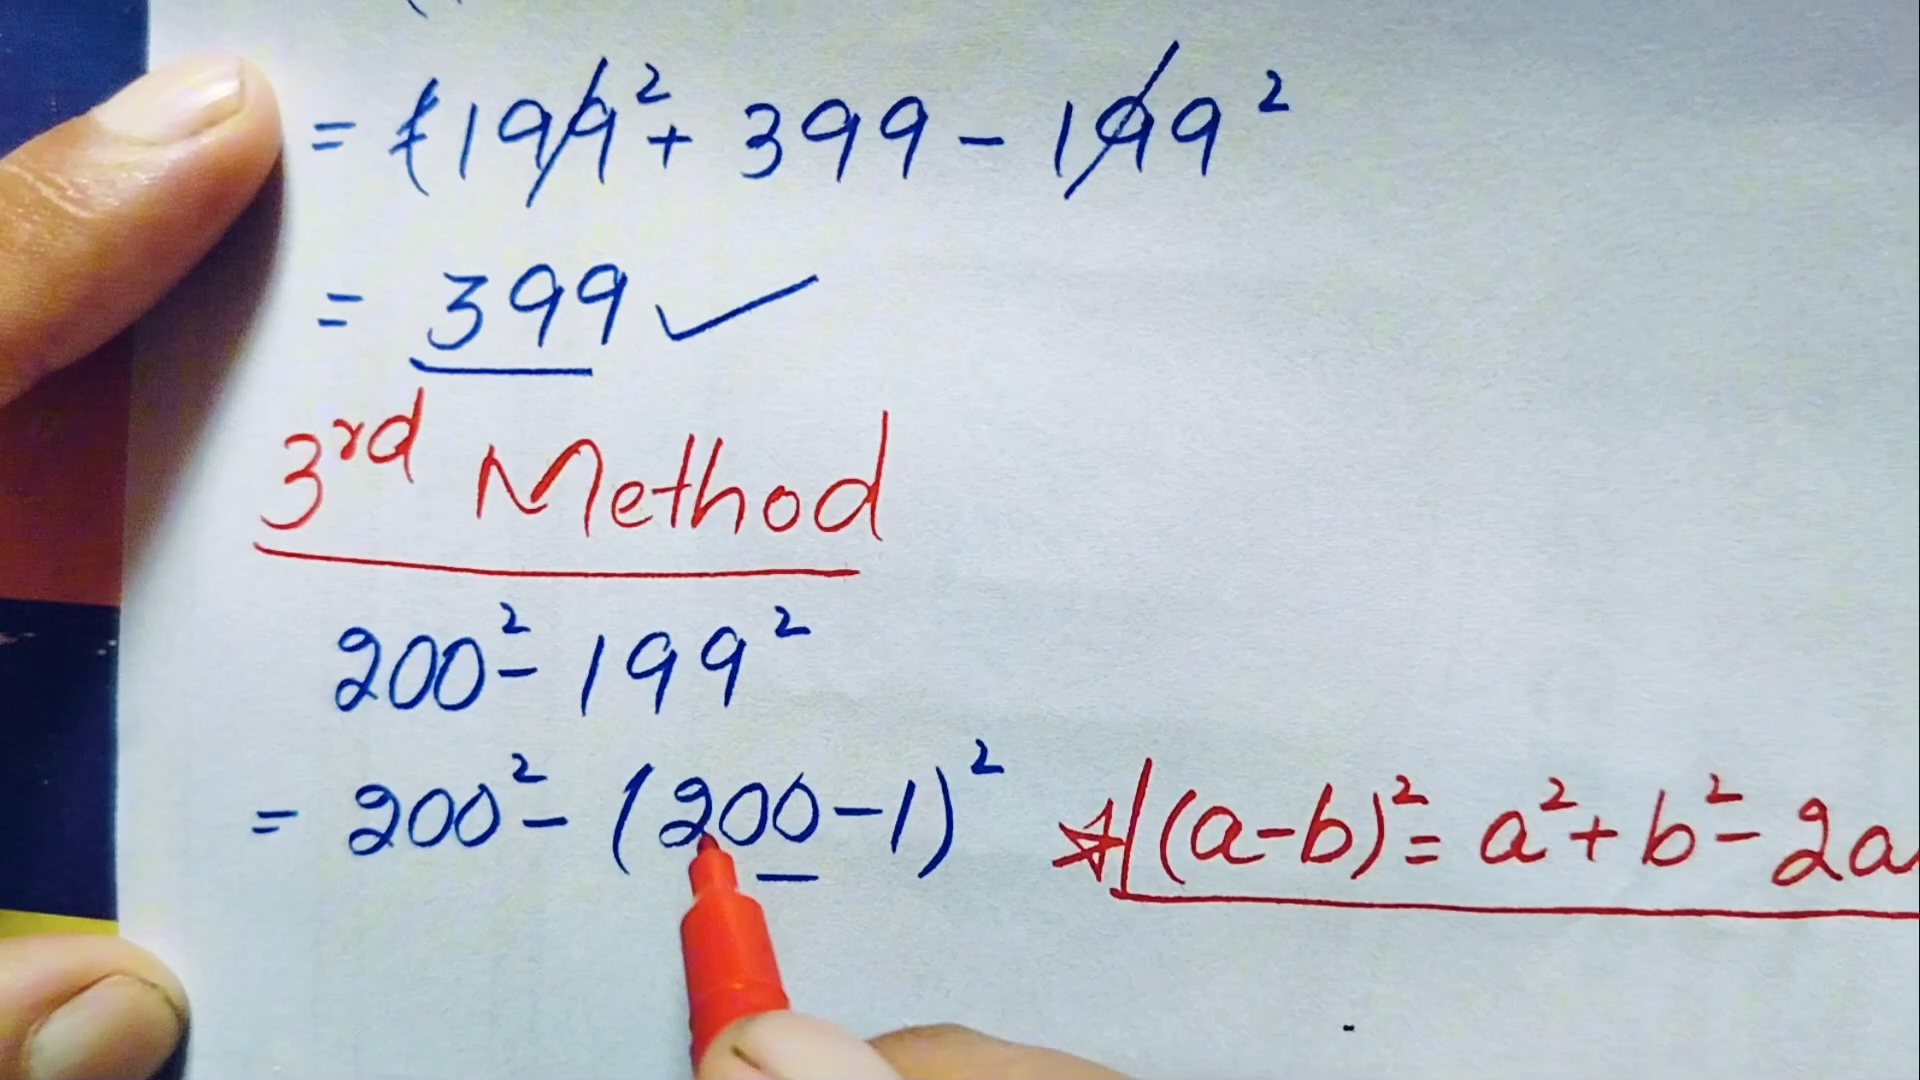 = 199² + 399 - 199²
= 399 ✓
3rd Method
200² - 199²
= 200² - (200 - 1)²
(a-b)² = a² + b² - 2a